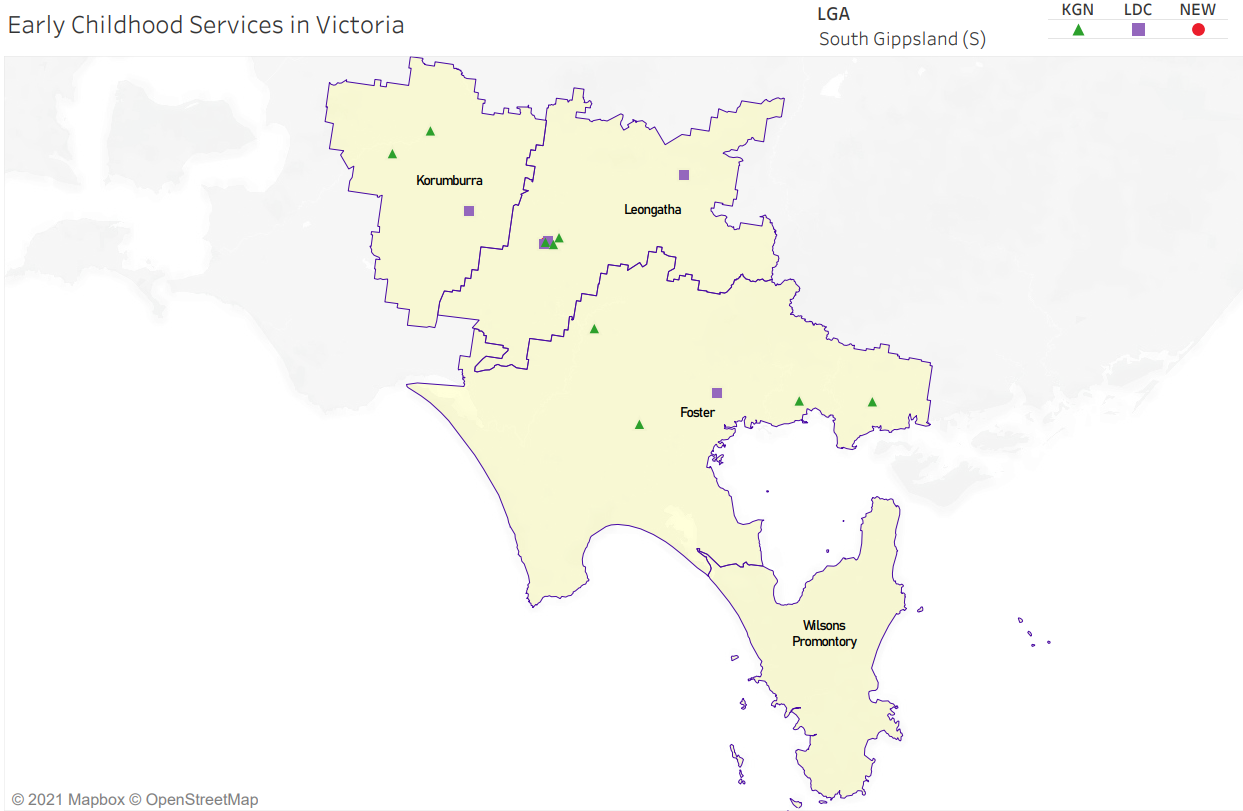 Early Childhood Services in Victoria
LGA
South Gippsland (S)
KGN LDC NEW
Korumburra
Leongatha
Foster
Wilsons
Promontory
© 2021 Mapbox © OpenStreetMap